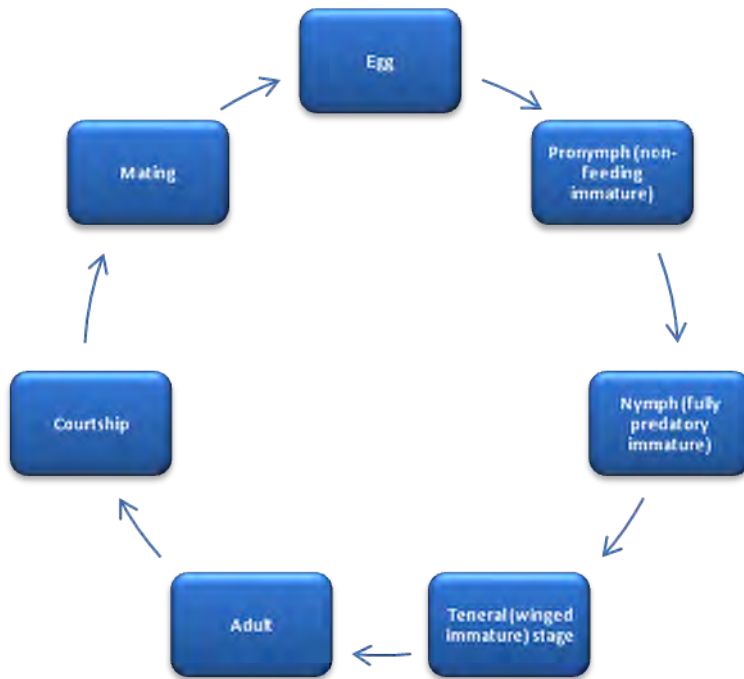 Egg
Pronymph (non-
feeding
immature)
Nymph (fully
predatory
immature)
Teneral (winged
immature) stage
Adult
Courtship
Mating